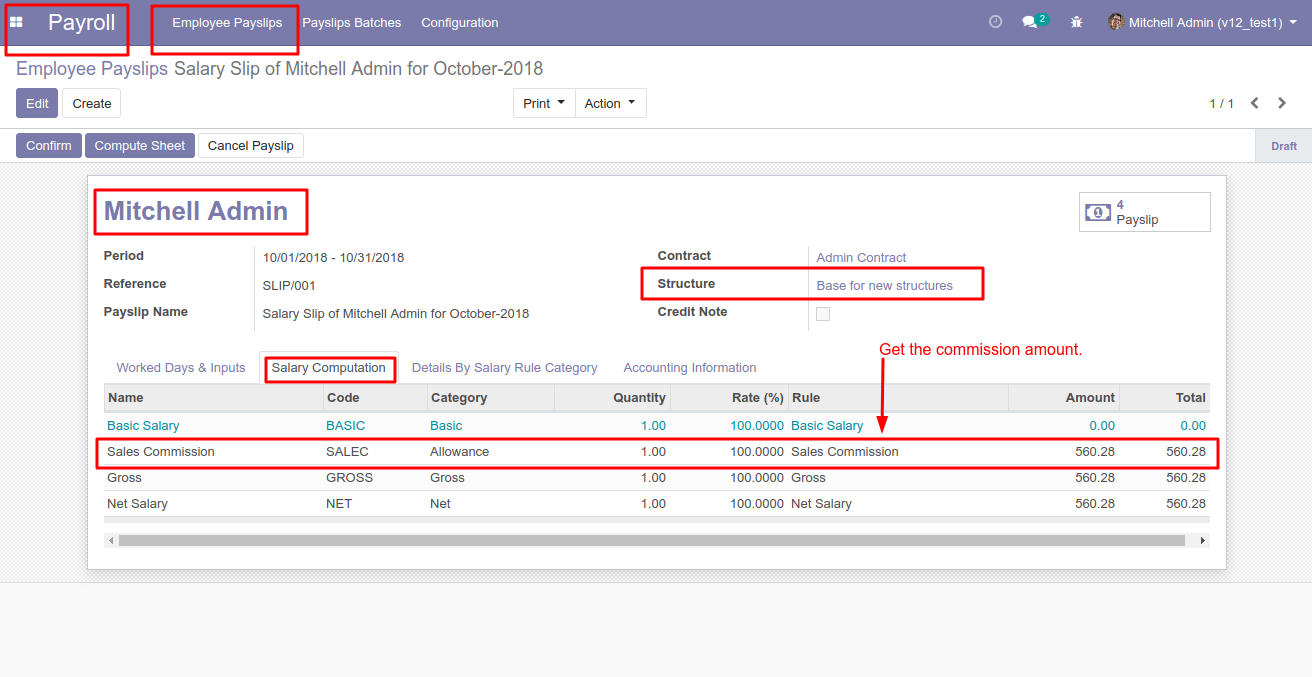 Payroll Employee Payslips Payslips Batches Configuration 2 Mitchell Admin (v12_test1)
Employee Payslips Salary Slip of Mitchell Admin for October-2018
Edit Create Print Action 1 / 1
Confirm Compute Sheet Cancel Payslip Draft
Mitchell Admin
4
Payslip
Period 10/01/2018 - 10/31/2018 Contract Admin Contract
Reference SLIP/001 Structure Base for new structures
Payslip Name Salary Slip of Mitchell Admin for October-2018 Credit Note
Get the commission amount.
Worked Days & Inputs Salary Computation Details By Salary Rule Category Accounting Information
Name Code Category Quantity Rate (%) Rule Amount Total
Basic Salary BASIC Basic 1.00 100.0000 Basic Salary 0.00 0.00
Sales Commission SALEC Allowance 1.00 100.0000 Sales Commission 560.28 560.28
Gross GROSS Gross 1.00 100.0000 Gross 560.28 560.28
Net Salary NET Net 1.00 100.0000 Net Salary 560.28 560.28